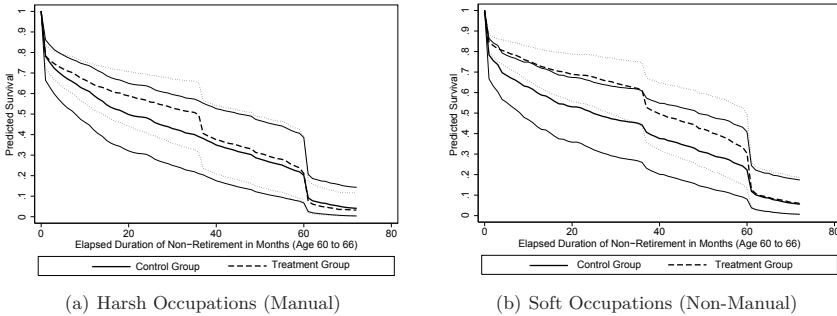 1
.9
.8
.7
.6
.5
.4
.3
.2
.1
0
Predicted Survival
0 20 40 60 80
Elapsed Duration of Non-Retirement in Months (Age 60 to 66)
Control Group Treatment Group
(a) Harsh Occupations (Manual)
1
.9
.8
.7
.6
.5
.4
.3
.2
.1
0
Predicted Survival
0 20 40 60 80
Elapsed Duration of Non-Retirement in Months (Age 60 to 66)
Control Group Treatment Group
(b) Soft Occupations (Non-Manual)